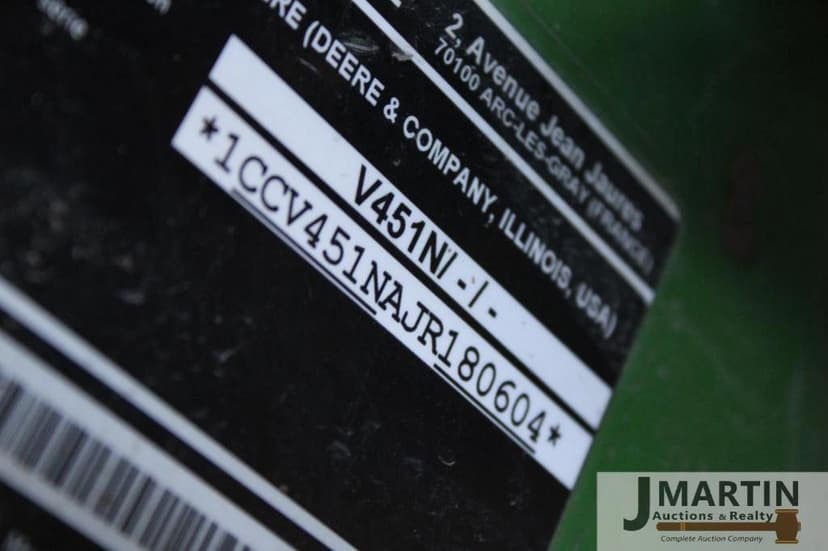 2, Avenue Jean Jaures
70100 ARC-LES-GRAY (FRANCE)
(DEERE & COMPANY, ILLINOIS, USA)
V451N/ - / -
*1CCV451NAJR180604*
J MARTIN
Auctions & Realty
Complete Auction Company